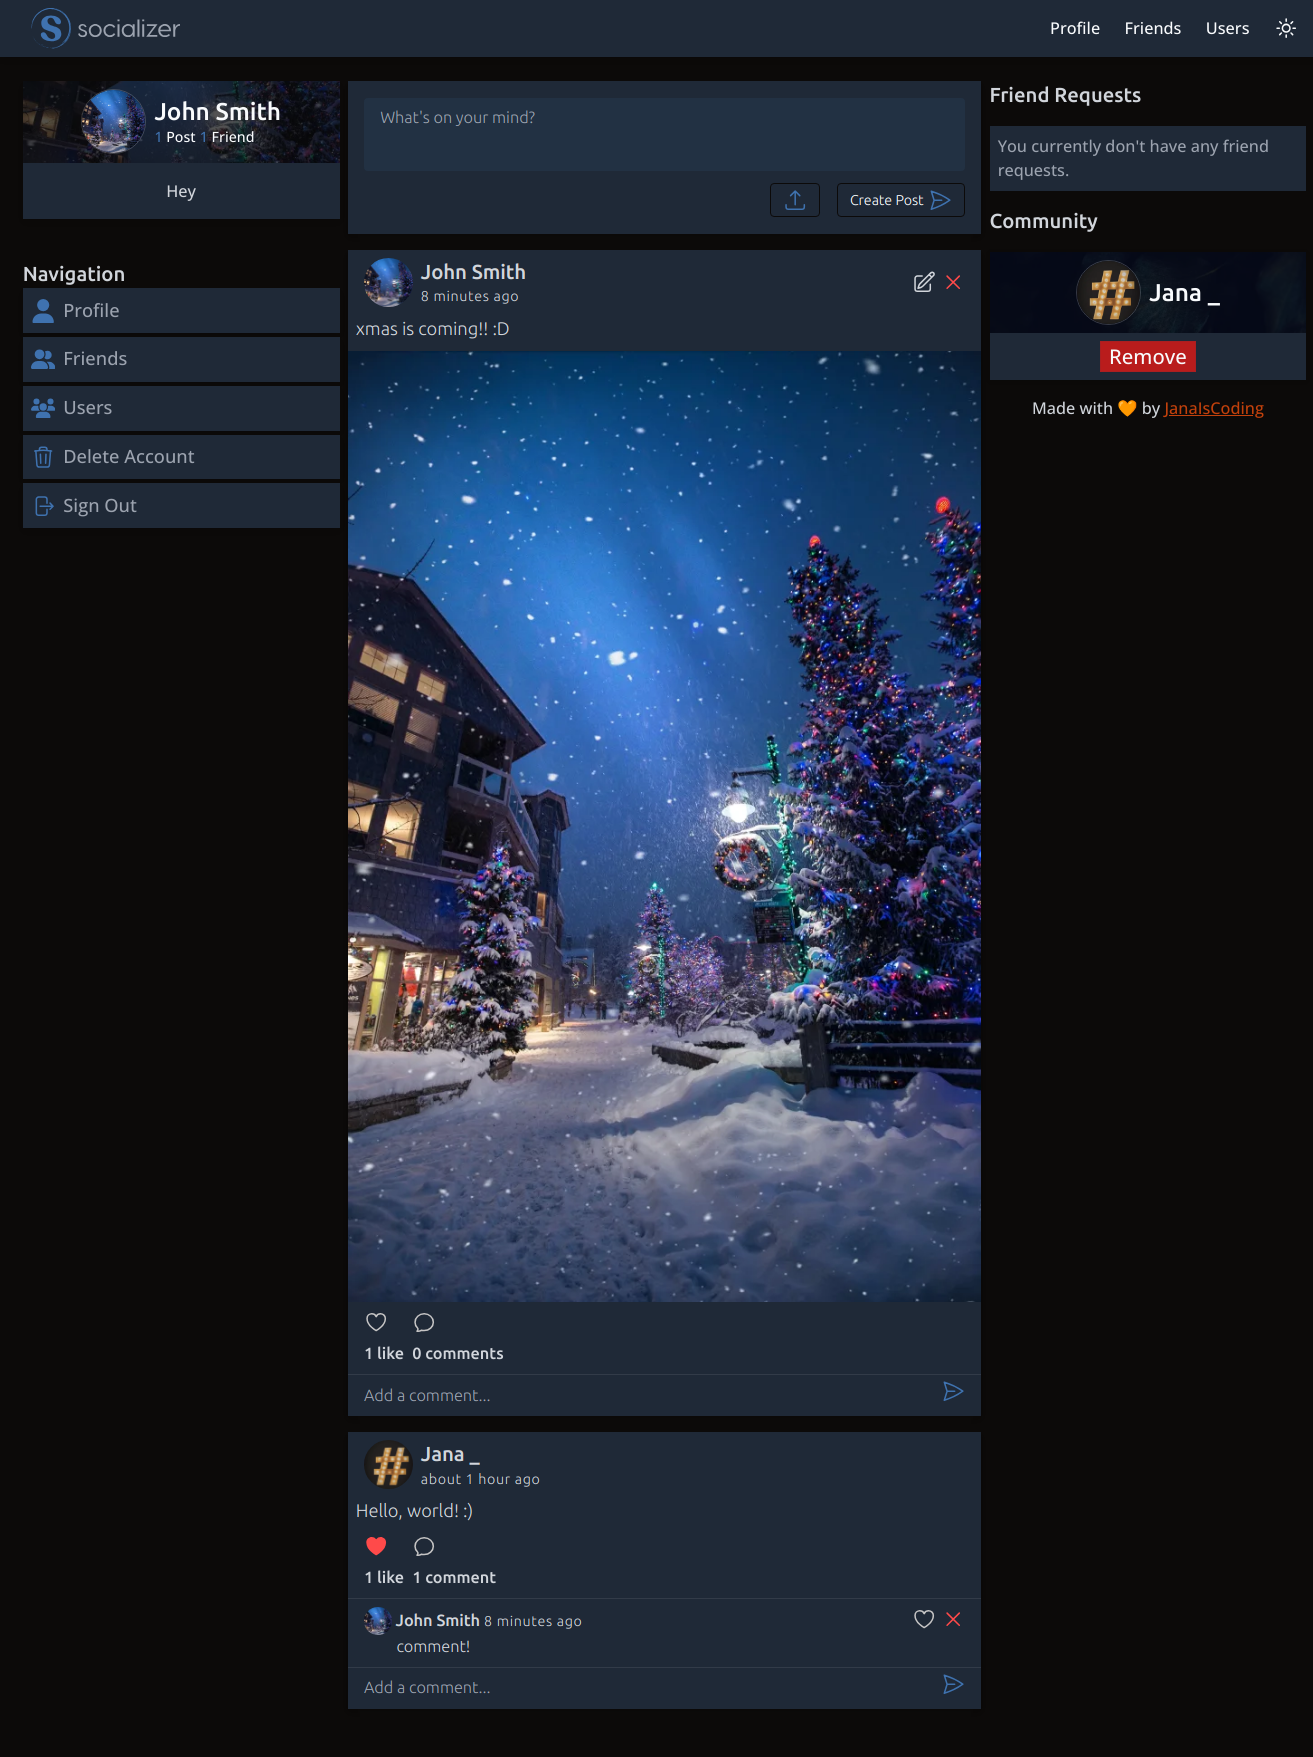 socializer
Profile Friends Users
John Smith
1 Post 1 Friend
Hey
Navigation
Profile
Friends
Users
Delete Account
Sign Out
What's on your mind?
Create Post
John Smith
8 minutes ago
xmas is coming!! :D
1 like 0 comments
Add a comment...
Jana _
about 1 hour ago
Hello, world! :)
1 like 1 comment
John Smith 8 minutes ago
comment!
Add a comment...
Friend Requests
You currently don't have any friend
requests.
Community
Jana _
Remove
Made with 🧡 by JanaIsCoding